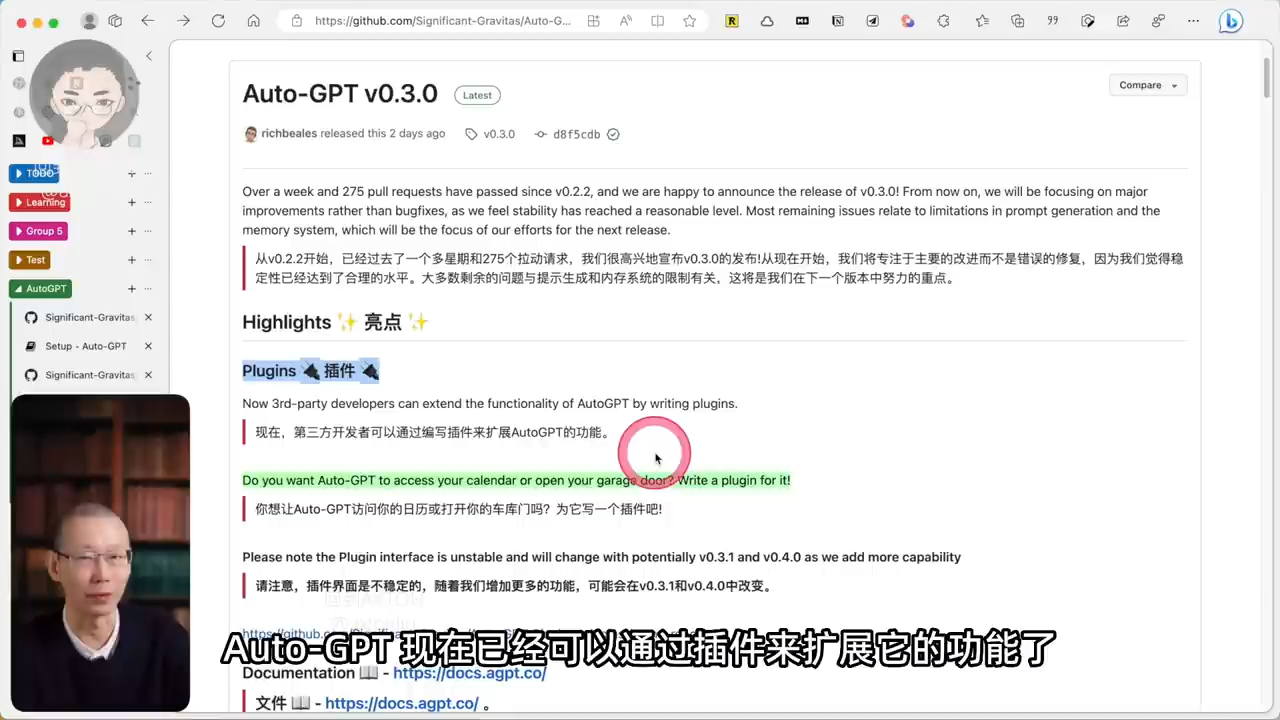 https://github.com/Significant-Gravitas/Auto-G...
Auto-GPT v0.3.0
Latest
Compare
richbeales released this 2 days ago
v0.3.0
d8f5cdb
TODO
Learning
Group 5
Test
AutoGPT
Significant-Gravitas
Setup - Auto-GPT
Significant-Gravitas
Over a week and 275 pull requests have passed since v0.2.2, and we are happy to announce the release of v0.3.0! From now on, we will be focusing on major
improvements rather than bugfixes, as we feel stability has reached a reasonable level. Most remaining issues relate to limitations in prompt generation and the
memory system, which will be the focus of our efforts for the next release.
从v0.2.2开始，已经过去了一个多星期和275个拉动请求，我们很高兴地宣布v0.3.0的发布!从现在开始，我们将专注于主要的改进而不是错误的修复，因为我们觉得稳
定性已经达到了合理的水平。大多数剩余的问题与提示生成和内存系统的限制有关，这将是我们在下一个版本中努力的重点。
Highlights ✨ 亮点 ✨
Plugins 🔌 插件 🔌
Now 3rd-party developers can extend the functionality of AutoGPT by writing plugins.
现在，第三方开发者可以通过编写插件来扩展AutoGPT的功能。
Do you want Auto-GPT to access your calendar or open your garage door? Write a plugin for it!
你想让Auto-GPT访问你的日历或打开你的车库门吗？为它写一个插件吧!
Please note the Plugin interface is unstable and will change with potentially v0.3.1 and v0.4.0 as we add more capability
请注意，插件界面是不稳定的，随着我们增加更多的功能，可能会在v0.3.1和v0.4.0中改变。
Auto-GPT 现在已经可以通过插件来扩展它的功能了
Documentation 📖 - https://docs.agpt.co/
文件 📖 - https://docs.agpt.co/ 。